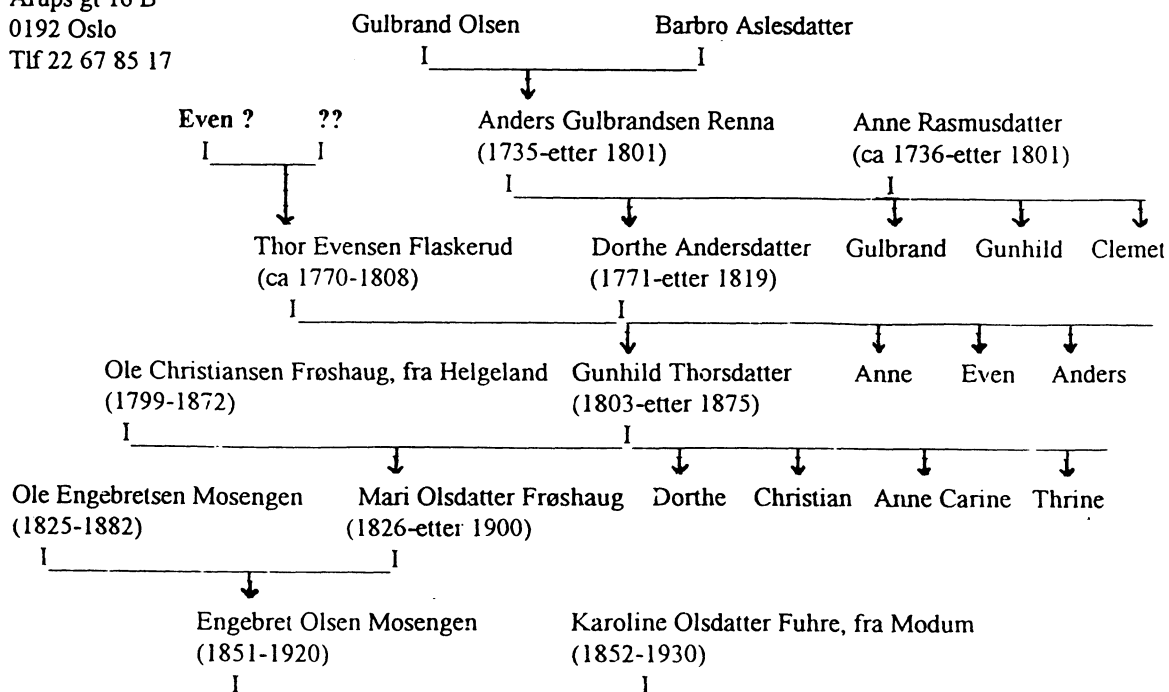 0192 Oslo
Tlf 22 67 85 17
Gulbrand Olsen Barbro Aslesdatter
Even ? ??
Anders Gulbrandsen Renna Anne Rasmusdatter
(1735-etter 1801) (ca 1736-etter 1801)
Thor Evensen Flaskerud Dorthe Andersdatter Gulbrand Gunhild Clemet
(ca 1770-1808) (1771-etter 1819)
Ole Christiansen Frøshaug, fra Helgeland Gunhild Thorsdatter Anne Even Anders
(1799-1872) (1803-etter 1875)
Ole Engebretsen Mosengen Mari Olsdatter Frøshaug Dorthe Christian Anne Carine Thrine
(1825-1882) (1826-etter 1900)
Engebret Olsen Mosengen Karoline Olsdatter Fuhre, fra Modum
(1851-1920) (1852-1930)